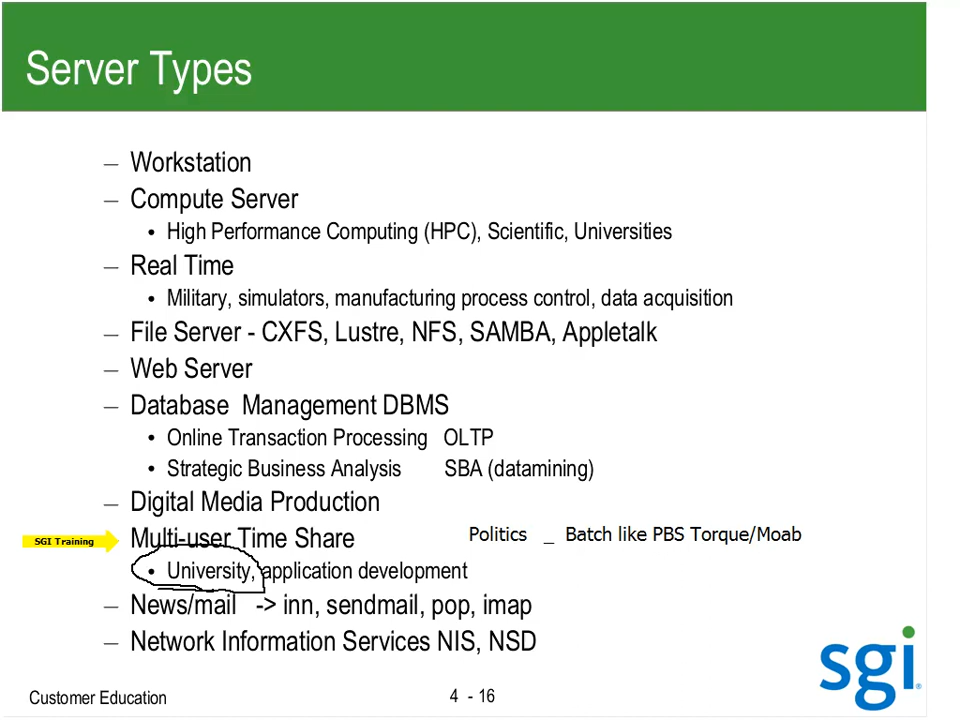 Server Types
– Workstation
– Compute Server
• High Performance Computing (HPC), Scientific, Universities
– Real Time
• Military, simulators, manufacturing process control, data acquisition
– File Server - CXFS, Lustre, NFS, SAMBA, Appletalk
– Web Server
– Database Management DBMS
• Online Transaction Processing OLTP
• Strategic Business Analysis SBA (datamining)
– Digital Media Production
SGI Training Multi-user Time Share Politics _ Batch like PBS Torque/Moab
• University, application development
– News/mail -> inn, sendmail, pop, imap
– Network Information Services NIS, NSD
sgi®
Customer Education 4 - 16